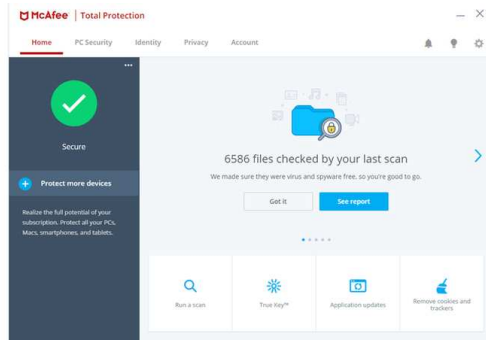 McAfee | Total Protection
Home PC Security Identity Privacy Account
Secure
Protect more devices
Realize the full potential of your
subscription. Protect all your PCs,
Macs, smartphones, and tablets.
6586 files checked by your last scan
We made sure they were virus and spyware free, so you're good to go.
Got it See report
Run a scan
True Key™
Application updates
Remove cookies and
trackers